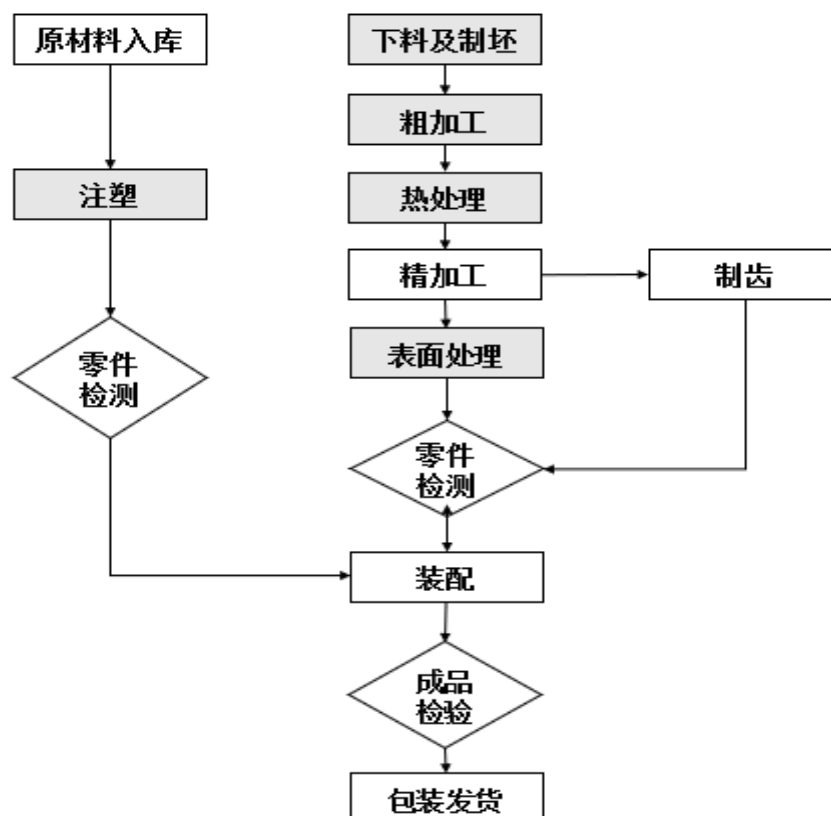 原材料入库
下料及制坯
粗加工
注塑
热处理
精加工
制齿
表面处理
零件
检测
零件
检测
装配
成品
检验
包装发货